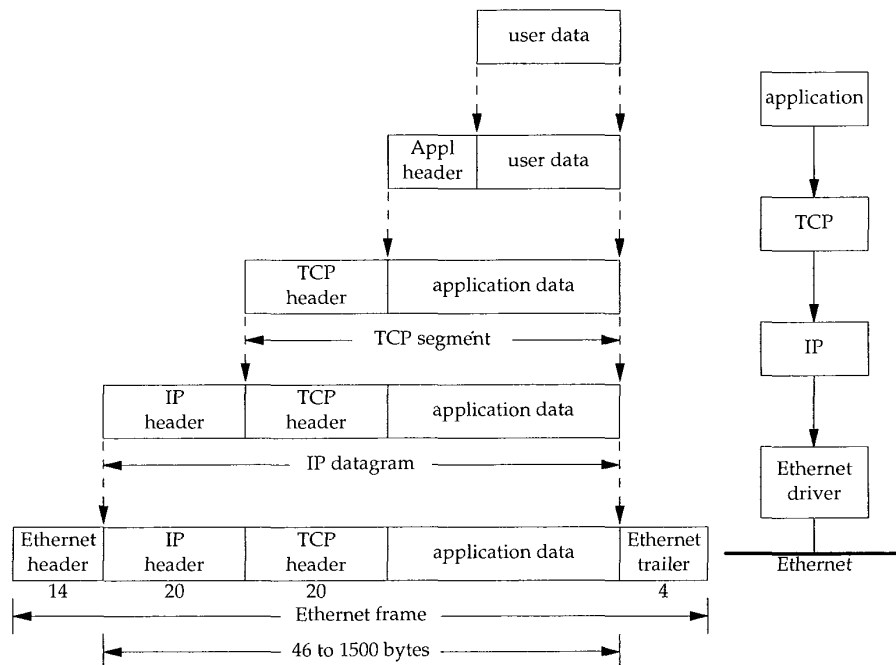 user data
application
Appl
header
user data
TCP
TCP
header
application data
TCP segment
IP
IP
header
TCP
header
application data
IP datagram
Ethernet
driver
Ethernet
header
IP
header
TCP
header
application data
Ethernet
trailer
Ethernet
14
20
20
4
Ethernet frame
46 to 1500 bytes